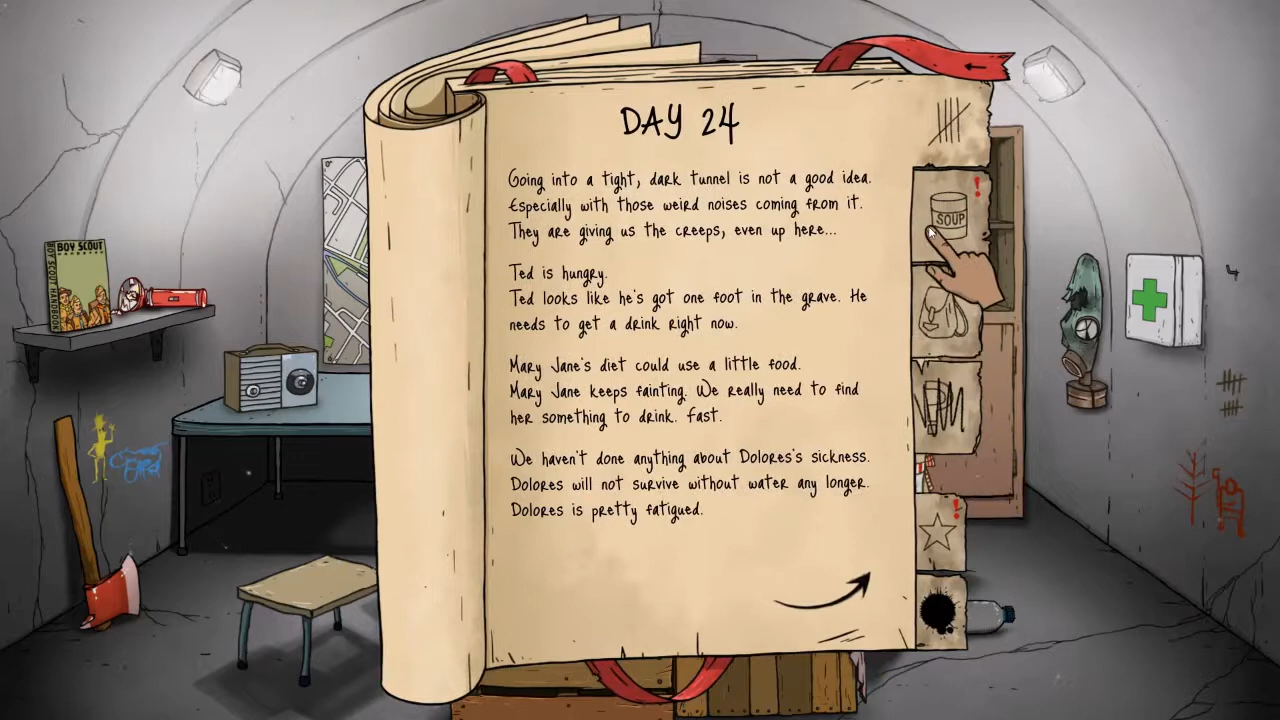 DAY 24
Going into a tight, dark tunnel is not a good idea.
Especially with those weird noises coming from it.
They are giving us the creeps, even up here...
Ted is hungry.
Ted looks like he's got one foot in the grave. He
needs to get a drink right now.
Mary Jane's diet could use a little food.
Mary Jane keeps fainting. We really need to find
her something to drink. Fast.
We haven't done anything about Dolores's sickness.
Dolores will not survive without water any longer.
Dolores is pretty fatigued.
SOUP
!
!
BOY SCOUT
BOY SCOUT HANDBOOK